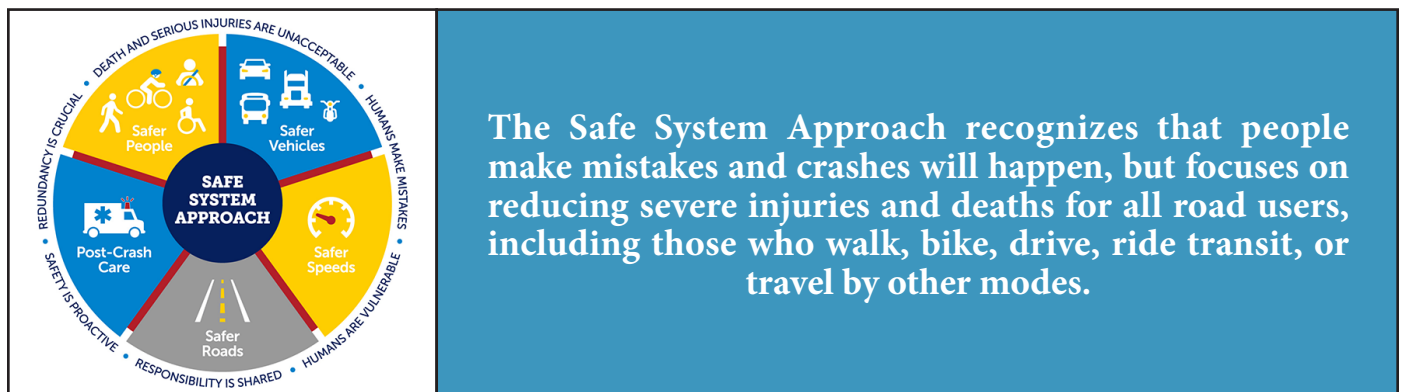 DEATH AND SERIOUS INJURIES ARE UNACCEPTABLE
HUMANS MAKE MISTAKES
HUMANS ARE VULNERABLE
RESPONSIBILITY IS SHARED
SAFETY IS PROACTIVE
REDUNDANCY IS CRUCIAL
Safer
People
Safer
Vehicles
SAFE
SYSTEM
APPROACH
Post-Crash
Care
Safer
Speeds
Safer
Roads
The Safe System Approach recognizes that people
make mistakes and crashes will happen, but focuses on
reducing severe injuries and deaths for all road users,
including those who walk, bike, drive, ride transit, or
travel by other modes.